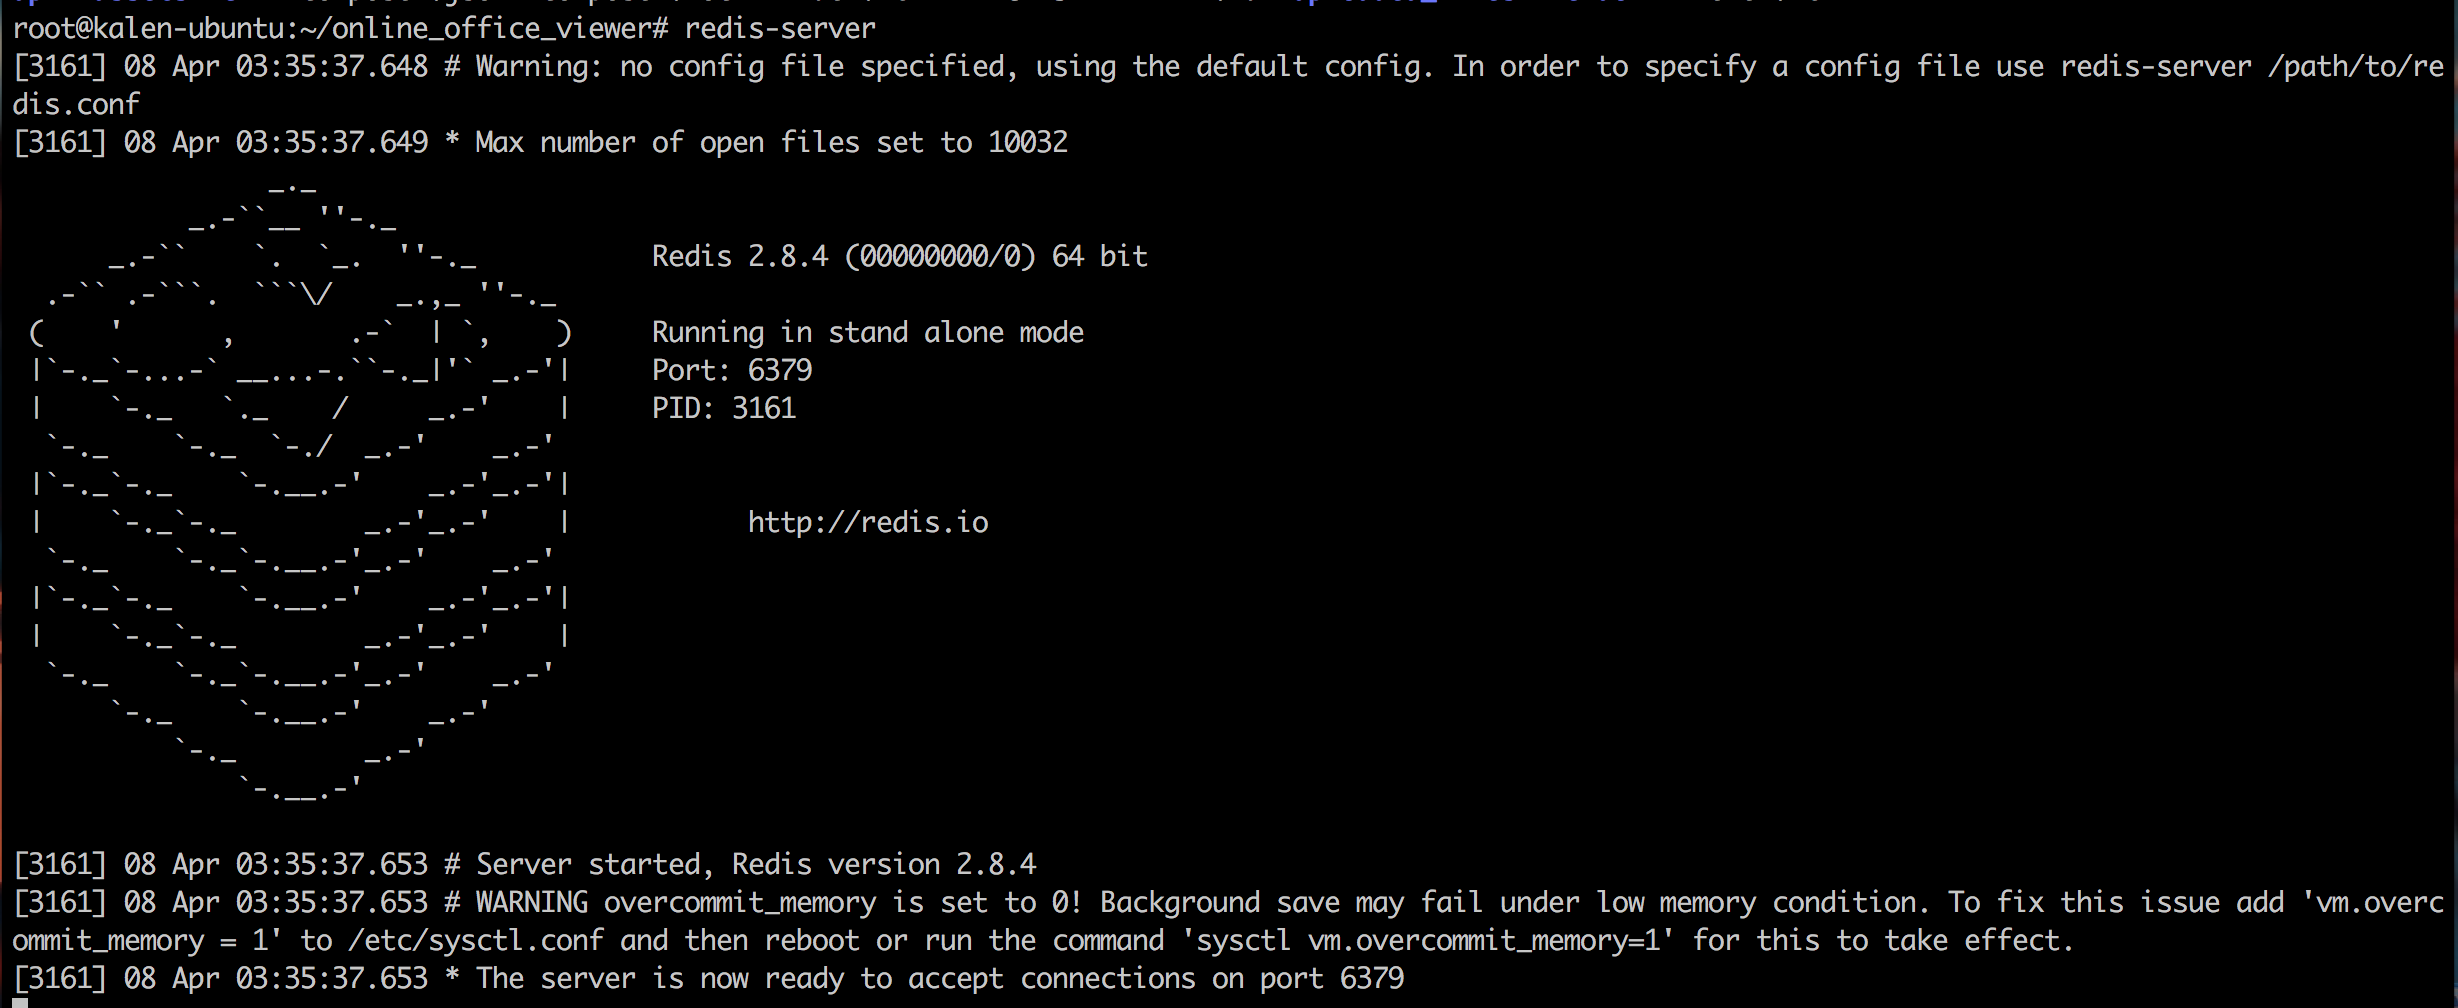 root@kalen-ubuntu:~/online_office_viewer# redis-server
[3161] 08 Apr 03:35:37.648 # Warning: no config file specified, using the default config. In order to specify a config file use redis-server /path/to/re
dis.conf
[3161] 08 Apr 03:35:37.649 * Max number of open files set to 10032
Redis 2.8.4 (00000000/0) 64 bit
Running in stand alone mode
Port: 6379
PID: 3161
http://redis.io
[3161] 08 Apr 03:35:37.653 # Server started, Redis version 2.8.4
[3161] 08 Apr 03:35:37.653 # WARNING overcommit_memory is set to 0! Background save may fail under low memory condition. To fix this issue add 'vm.overc
ommit_memory = 1' to /etc/sysctl.conf and then reboot or run the command 'sysctl vm.overcommit_memory=1' for this to take effect.
[3161] 08 Apr 03:35:37.653 * The server is now ready to accept connections on port 6379